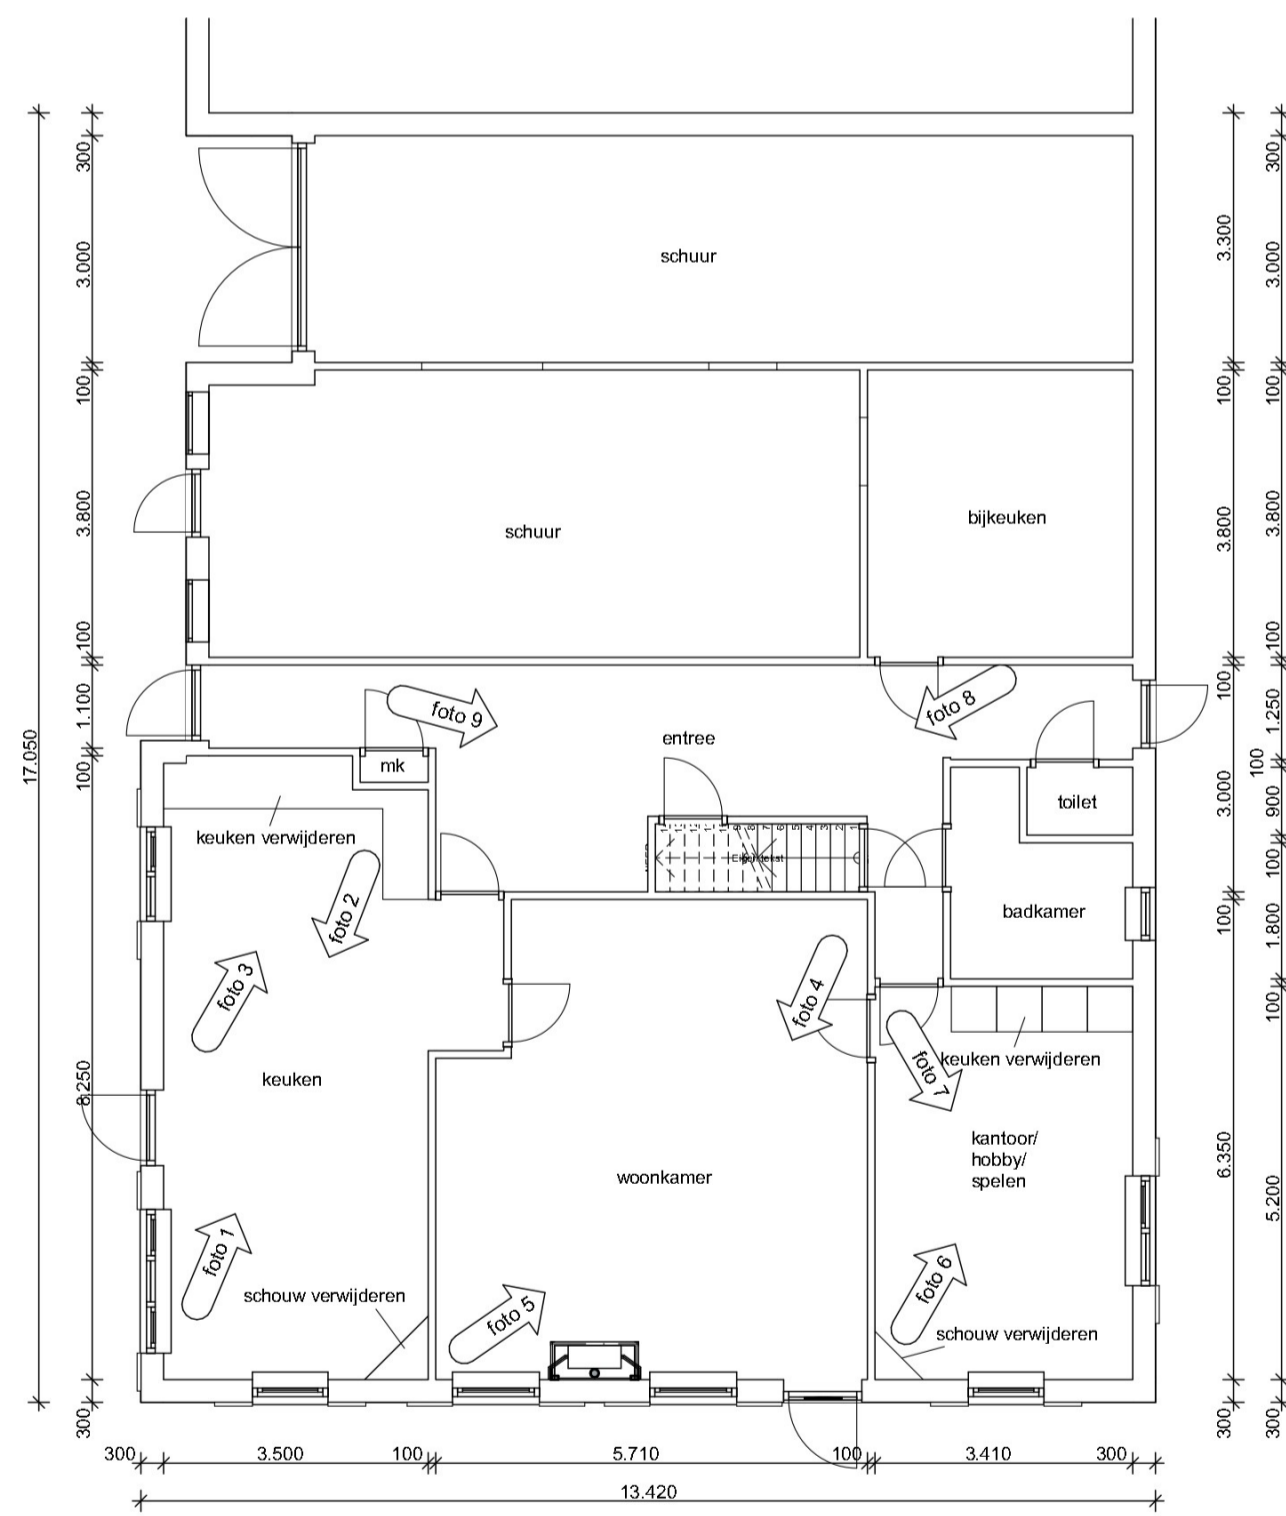 schuur
schuur
bijkeuken
foto 9
foto 8
entree
mk
toilet
keuken verwijderen
Eigen tekst
badkamer
foto 2
foto 3
foto 4
keuken verwijderen
foto 7
keuken
kantoor/
hobby/
spelen
woonkamer
foto 1
foto 6
schouw verwijderen
foto 5
schouw verwijderen
17.050
300
3.000
100
3.800
100
1.100
100
8.250
300
3.300
100
3.800
100
3.000
100
6.350
300
300
3.000
100
3.800
100
1.250
100
900
100
1.800
100
5.200
300
300
3.500
100
5.710
100
3.410
300
13.420